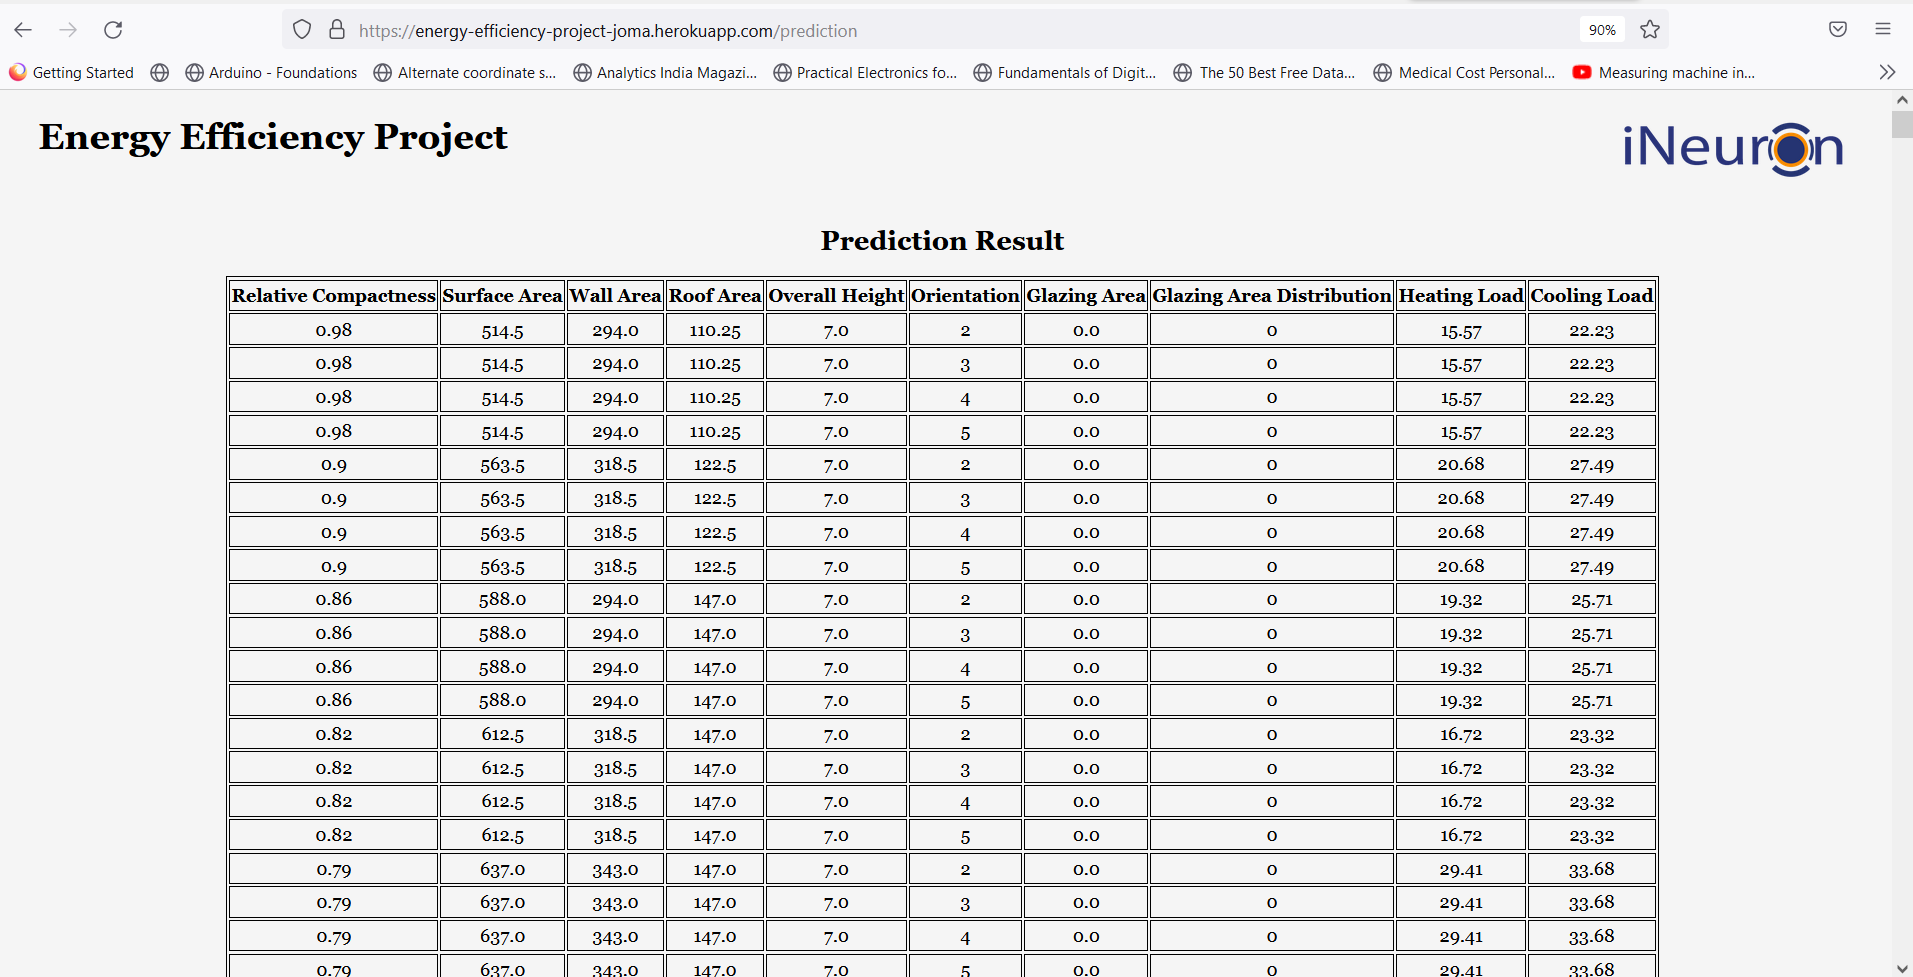 https://energy-efficiency-project-joma.herokuapp.com/prediction 90%
Getting Started Arduino - Foundations Alternate coordinate s... Analytics India Magazi... Practical Electronics fo... Fundamentals of Digit... The 50 Best Free Data... Medical Cost Personal... Measuring machine in...
Energy Efficiency Project iNeuron
Prediction Result
Relative Compactness Surface Area Wall Area Roof Area Overall Height Orientation Glazing Area Glazing Area Distribution Heating Load Cooling Load
0.98 514.5 294.0 110.25 7.0 2 0.0 0 15.57 22.23
0.98 514.5 294.0 110.25 7.0 3 0.0 0 15.57 22.23
0.98 514.5 294.0 110.25 7.0 4 0.0 0 15.57 22.23
0.98 514.5 294.0 110.25 7.0 5 0.0 0 15.57 22.23
0.9 563.5 318.5 122.5 7.0 2 0.0 0 20.68 27.49
0.9 563.5 318.5 122.5 7.0 3 0.0 0 20.68 27.49
0.9 563.5 318.5 122.5 7.0 4 0.0 0 20.68 27.49
0.9 563.5 318.5 122.5 7.0 5 0.0 0 20.68 27.49
0.86 588.0 294.0 147.0 7.0 2 0.0 0 19.32 25.71
0.86 588.0 294.0 147.0 7.0 3 0.0 0 19.32 25.71
0.86 588.0 294.0 147.0 7.0 4 0.0 0 19.32 25.71
0.86 588.0 294.0 147.0 7.0 5 0.0 0 19.32 25.71
0.82 612.5 318.5 147.0 7.0 2 0.0 0 16.72 23.32
0.82 612.5 318.5 147.0 7.0 3 0.0 0 16.72 23.32
0.82 612.5 318.5 147.0 7.0 4 0.0 0 16.72 23.32
0.82 612.5 318.5 147.0 7.0 5 0.0 0 16.72 23.32
0.79 637.0 343.0 147.0 7.0 2 0.0 0 29.41 33.68
0.79 637.0 343.0 147.0 7.0 3 0.0 0 29.41 33.68
0.79 637.0 343.0 147.0 7.0 4 0.0 0 29.41 33.68
0.79 637.0 343.0 147.0 7.0 5 0.0 0 29.41 33.68